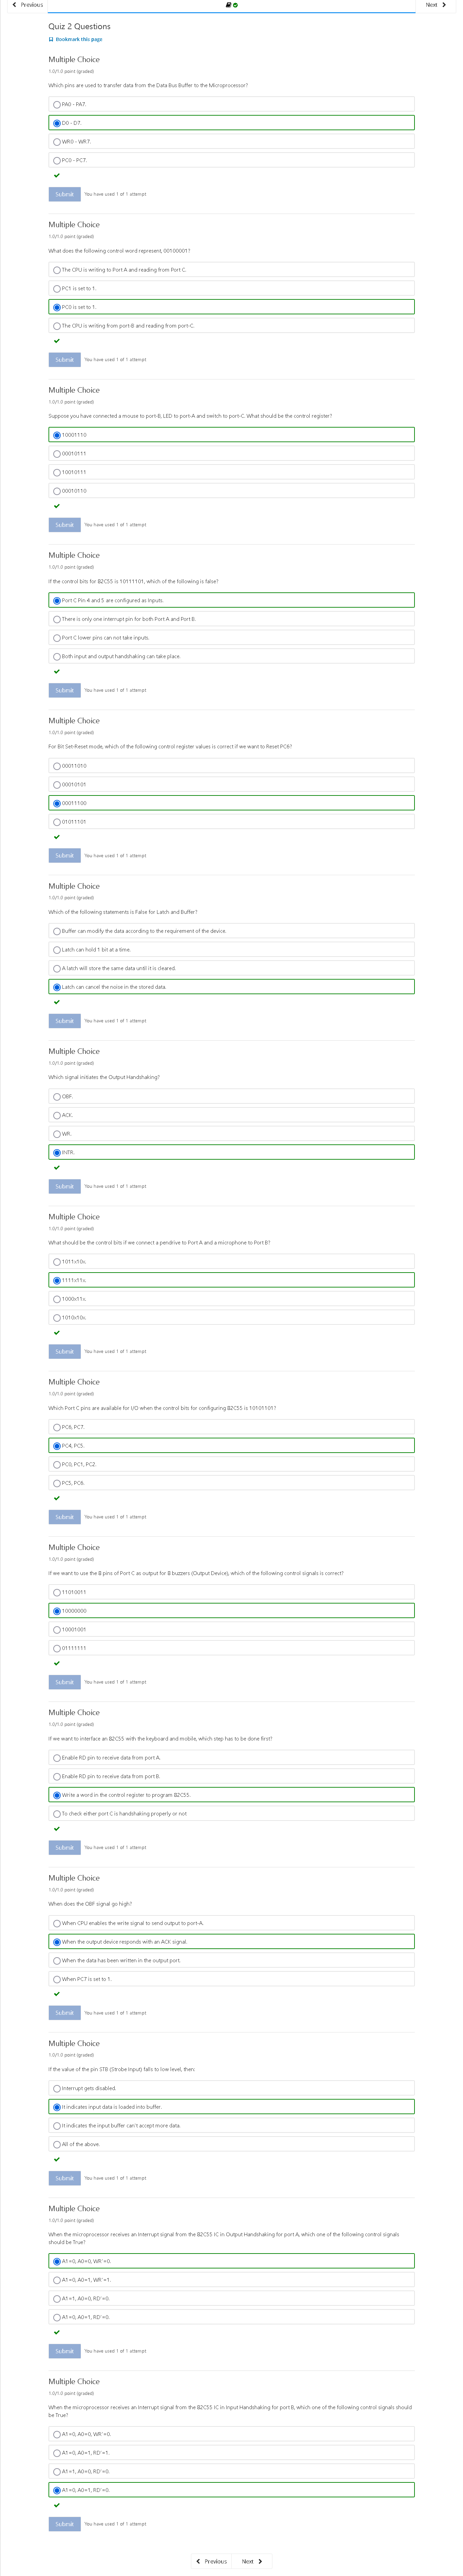 Previous
Next
Quiz 2 Questions
Bookmark this page
Multiple Choice
1.0/1.0 point (graded)
Which pins are used to transfer data from the Data Bus Buffer to the Microprocessor?
PA0 - PA7.
D0 - D7.
WR0 - WR7.
PC0 - PC7.
Submit You have used 1 of 1 attempt
Multiple Choice
1.0/1.0 point (graded)
What does the following control word represent, 00100001?
The CPU is writing to Port A and reading from Port C.
PC1 is set to 1.
PC0 is set to 1.
The CPU is writing from port-B and reading from port-C.
Submit You have used 1 of 1 attempt
Multiple Choice
1.0/1.0 point (graded)
Suppose you have connected a mouse to port-B, LED to port-A and switch to port-C. What should be the control register?
10001110
00010111
10010111
00010110
Submit You have used 1 of 1 attempt
Multiple Choice
1.0/1.0 point (graded)
If the control bits for 82C55 is 10111101, which of the following is false?
Port C Pin 4 and 5 are configured as Inputs.
There is only one interrupt pin for both Port A and Port B.
Port C lower pins can not take inputs.
Both input and output handshaking can take place.
Submit You have used 1 of 1 attempt
Multiple Choice
1.0/1.0 point (graded)
For Bit Set-Reset mode, which of the following control register values is correct if we want to Reset PC6?
00011010
00010101
00011100
01011101
Submit You have used 1 of 1 attempt
Multiple Choice
1.0/1.0 point (graded)
Which of the following statements is False for Latch and Buffer?
Buffer can modify the data according to the requirement of the device.
Latch can hold 1 bit at a time.
A latch will store the same data until it is cleared.
Latch can cancel the noise in the stored data.
Submit You have used 1 of 1 attempt
Multiple Choice
1.0/1.0 point (graded)
Which signal initiates the Output Handshaking?
OBF.
ACK.
WR.
INTR.
Submit You have used 1 of 1 attempt
Multiple Choice
1.0/1.0 point (graded)
What should be the control bits if we connect a pendrive to Port A and a microphone to Port B?
1011x10x.
1111x11x.
1000x11x.
1010x10x.
Submit You have used 1 of 1 attempt
Multiple Choice
1.0/1.0 point (graded)
Which Port C pins are available for I/O when the control bits for configuring 82C55 is 10101101?
PC6, PC7.
PC4, PC5.
PC0, PC1, PC2.
PC5, PC6.
Submit You have used 1 of 1 attempt
Multiple Choice
1.0/1.0 point (graded)
If we want to use the 8 pins of Port C as output for 8 buzzers (Output Device), which of the following control signals is correct?
11010011
10000000
10001001
01111111
Submit You have used 1 of 1 attempt
Multiple Choice
1.0/1.0 point (graded)
If we want to interface an 82C55 with the keyboard and mobile, which step has to be done first?
Enable RD pin to receive data from port A.
Enable RD pin to receive data from port B.
Write a word in the control register to program 82C55.
To check either port C is handshaking properly or not
Submit You have used 1 of 1 attempt
Multiple Choice
1.0/1.0 point (graded)
When does the OBF signal go high?
When CPU enables the write signal to send output to port-A.
When the output device responds with an ACK signal.
When the data has been written in the output port.
When PC7 is set to 1.
Submit You have used 1 of 1 attempt
Multiple Choice
1.0/1.0 point (graded)
If the value of the pin STB (Strobe Input) falls to low level, then:
Interrupt gets disabled.
It indicates input data is loaded into buffer.
It indicates the input buffer can't accept more data.
All of the above.
Submit You have used 1 of 1 attempt
Multiple Choice
1.0/1.0 point (graded)
When the microprocessor receives an Interrupt signal from the 82C55 IC in Output Handshaking for port A, which one of the following control signals
should be True?
A1=0, A0=0, WR'=0.
A1=0, A0=1, WR'=1.
A1=1, A0=0, RD'=0.
A1=0, A0=1, RD'=0.
Submit You have used 1 of 1 attempt
Multiple Choice
1.0/1.0 point (graded)
When the microprocessor receives an Interrupt signal from the 82C55 IC in Input Handshaking for port B, which one of the following control signals should
be True?
A1=0, A0=0, WR'=0.
A1=0, A0=1, RD'=1.
A1=1, A0=0, RD'=0.
A1=0, A0=1, RD'=0.
Submit You have used 1 of 1 attempt
Previous Next